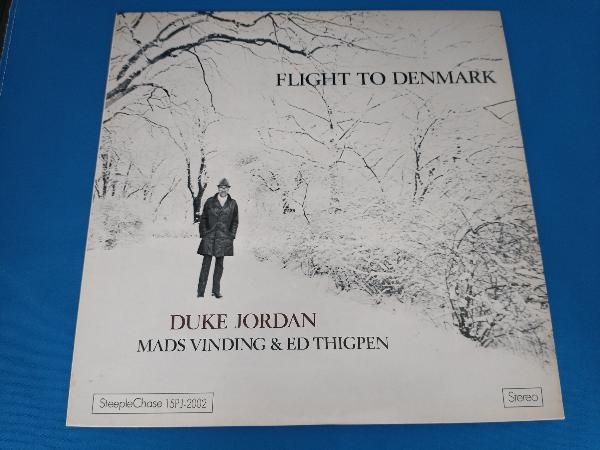 FLIGHT TO DENMARK
DUKE JORDAN
MADS VINDING & ED THIGPEN
SteepleChase 15PJ-2002
Stereo